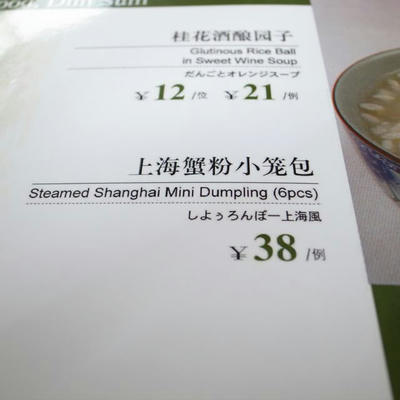 Dim Sum
桂花酒酿园子
Glutinous Rice Ball
in Sweet Wine Soup
だんごとオレンジスープ
¥ 12 /位 ¥ 21 /例
上海蟹粉小笼包
Steamed Shanghai Mini Dumpling (6pcs)
しようろんぼー上海風
¥ 38 /例